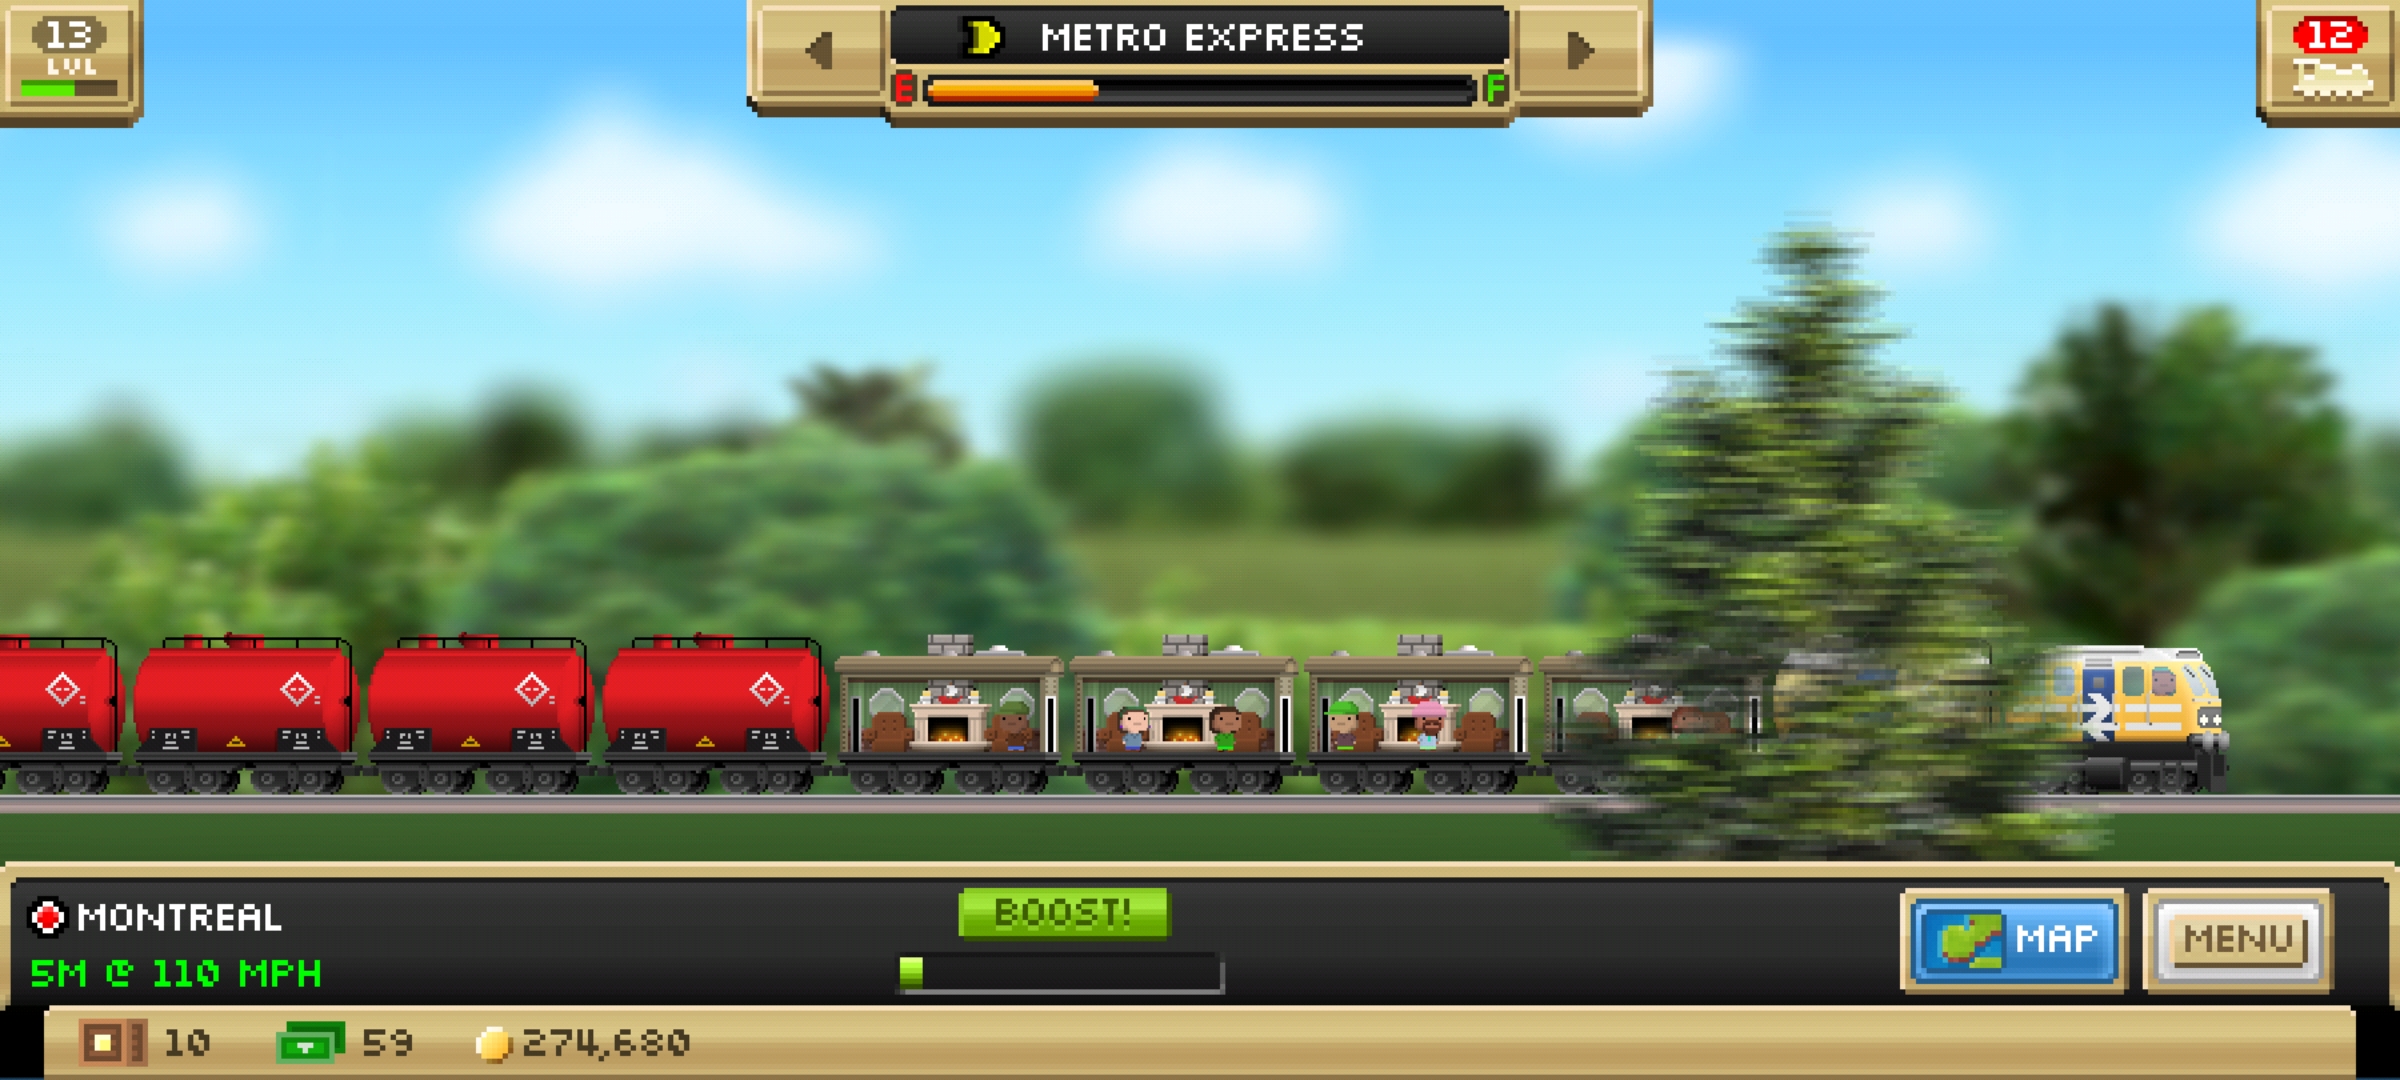 13
LVL
METRO EXPRESS
E F
12
MONTREAL
5M @ 110 MPH
BOOST!
MAP
MENU
10
59
274,680